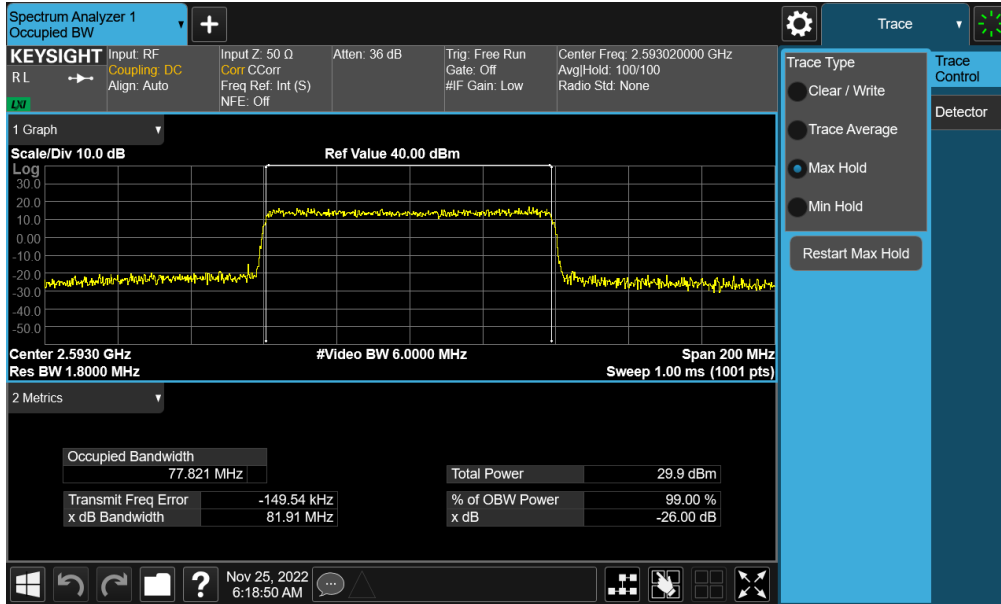 Spectrum Analyzer 1
Occupied BW
+
Trace
KEYSIGHT
R L
LXI
Input: RF
Coupling: DC
Align: Auto
Input Z: 50 Ω
Corr CCorr
Freq Ref: Int (S)
NFE: Off
Atten: 36 dB
Trig: Free Run
Gate: Off
#IF Gain: Low
Center Freq: 2.593020000 GHz
Avg|Hold: 100/100
Radio Std: None
1 Graph
Scale/Div 10.0 dB
Ref Value 40.00 dBm
Log
30.0
20.0
10.0
0.00
-10.0
-20.0
-30.0
-40.0
-50.0
Center 2.5930 GHz
#Video BW 6.0000 MHz
Span 200 MHz
Res BW 1.8000 MHz
Sweep 1.00 ms (1001 pts)
2 Metrics
Occupied Bandwidth
77.821 MHz
Total Power 29.9 dBm
Transmit Freq Error -149.54 kHz
% of OBW Power 99.00 %
x dB Bandwidth 81.91 MHz
x dB -26.00 dB
Trace Type
Clear / Write
Trace Average
Max Hold
Min Hold
Restart Max Hold
Trace
Control
Detector
?
Nov 25, 2022
6:18:50 AM